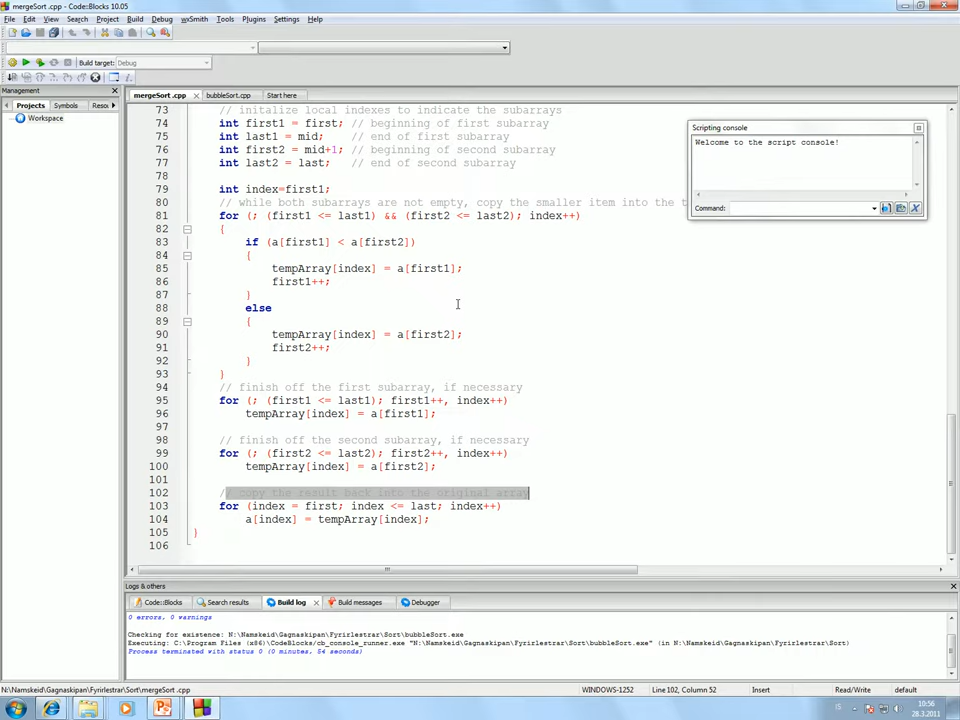 mergeSort .cpp - Code::Blocks 10.05
File Edit View Search Project Build Debug wxSmith Tools Plugins Settings Help
Build target: Debug
Management
Projects Symbols Resou
Workspace
mergeSort .cpp bubbleSort.cpp Start here
73 // initalize local indexes to indicate the subarrays
74 int first1 = first; // beginning of first subarray
75 int last1 = mid; // end of first subarray
76 int first2 = mid+1; // beginning of second subarray
77 int last2 = last; // end of second subarray
78
79 int index=first1;
80 // while both subarrays are not empty, copy the smaller item into the t
81 for (; (first1 <= last1) && (first2 <= last2); index++)
82 {
83 if (a[first1] < a[first2])
84 {
85 tempArray[index] = a[first1];
86 first1++;
87 }
88 else
89 {
90 tempArray[index] = a[first2];
91 first2++;
92 }
93 }
94 // finish off the first subarray, if necessary
95 for (; (first1 <= last1); first1++, index++)
96 tempArray[index] = a[first1];
97
98 // finish off the second subarray, if necessary
99 for (; (first2 <= last2); first2++, index++)
100 tempArray[index] = a[first2];
101
102 // copy the result back into the original array
103 for (index = first; index <= last; index++)
104 a[index] = tempArray[index];
105 }
106
Scripting console
Welcome to the script console!
Command:
Logs & others
Code::Blocks Search results Build log Build messages Debugger
0 errors, 0 warnings
Checking for existence: N:\Namskeid\Gagnaskipan\Fyrirlestrar\Sort\bubbleSort.exe
Executing: C:\Program Files (x86)\CodeBlocks/cb_console_runner.exe "N:\Namskeid\Gagnaskipan\Fyrirlestrar\Sort\bubbleSort.exe" (in N:\Namskeid\Gagnaskipan\Fyrirlestrar\Sort)
Process terminated with status 0 (0 minutes, 54 seconds)
N:\Namskeid\Gagnaskipan\Fyrirlestrar\Sort\mergeSort .cpp WINDOWS-1252 Line 102, Column 52 Insert Read/Write default
IS 10:56
28.3.2011